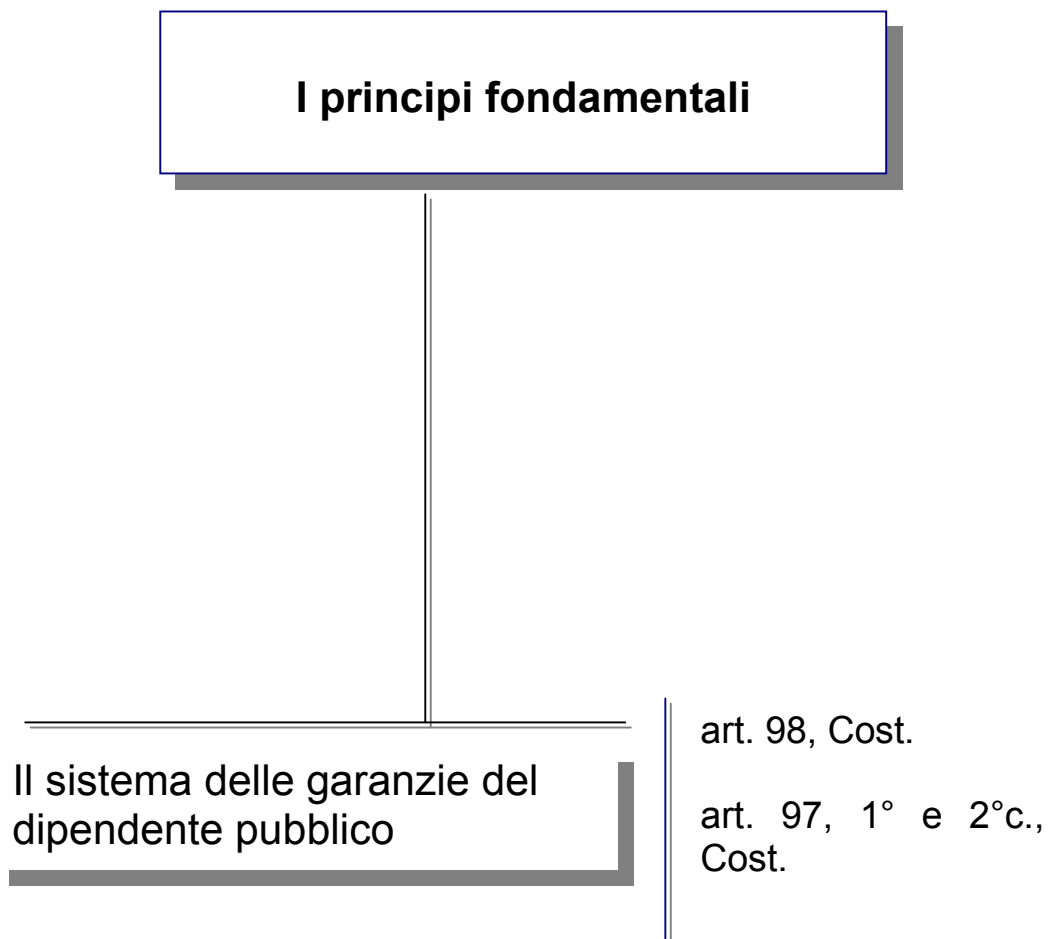 I principi fondamentali
Il sistema delle garanzie del
dipendente pubblico
art. 98, Cost.
art. 97, 1° e 2°c.,
Cost.